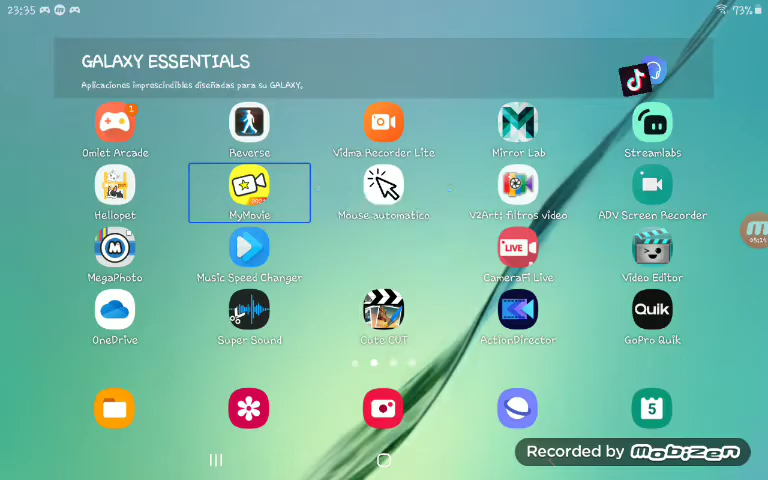 23:35
73%
GALAXY ESSENTIALS
Aplicaciones imprescindibles diseñadas para su GALAXY.
1
Omlet Arcade
Reverse
Vidma Recorder Lite
Mirror Lab
Streamlabs
2021
Hellopet
MyMovie
Mouse automático
V2Art: filtros video
ADV Screen Recorder
M
LIVE
MegaPhoto
Music Speed Changer
CameraFi Live
Video Editor
Quik
OneDrive
Super Sound
Cute CUT
ActionDirector
GoPro Quik
5
Recorded by mobizen